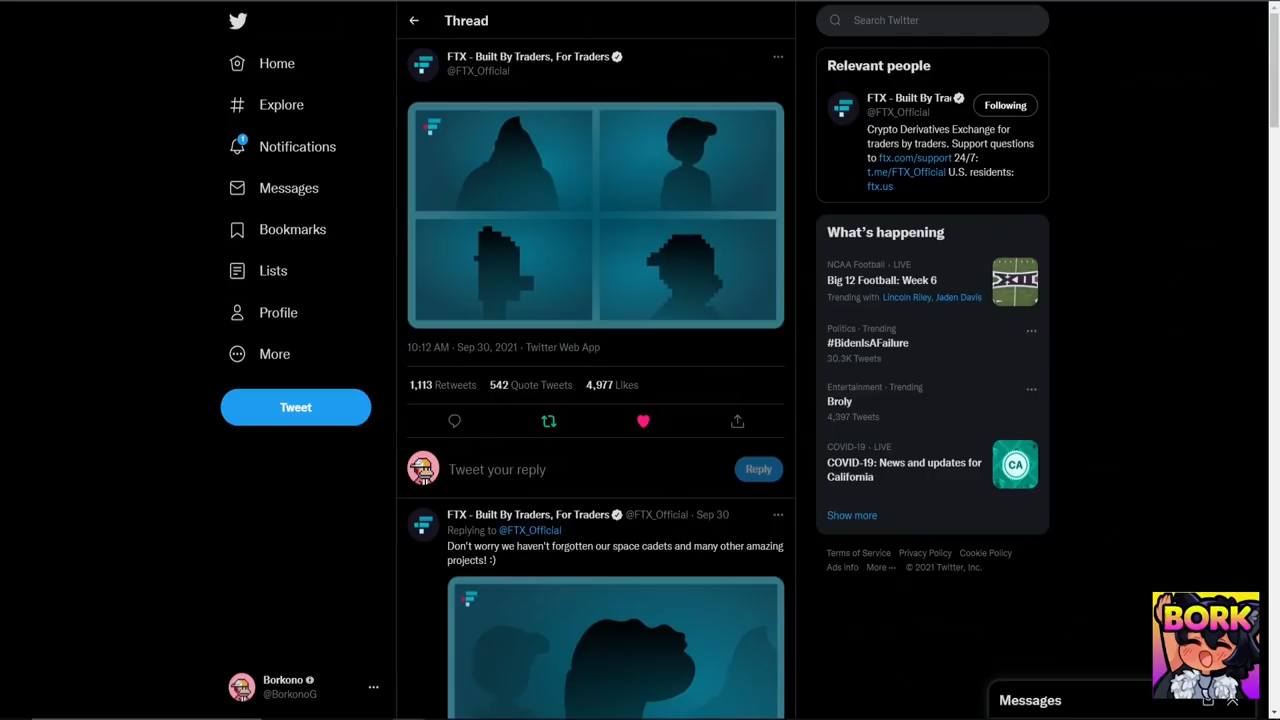 Home
Explore
1
Notifications
Messages
Bookmarks
Lists
Profile
More
Tweet
Borkono
@BorkonoG
Thread
FTX - Built By Traders, For Traders
@FTX_Official
10:12 AM · Sep 30, 2021 · Twitter Web App
1,113 Retweets 542 Quote Tweets 4,977 Likes
Tweet your reply
Reply
FTX - Built By Traders, For Traders @FTX_Official · Sep 30
Replying to @FTX_Official
Don't worry we haven't forgotten our space cadets and many other amazing
projects! :)
Search Twitter
Relevant people
FTX - Built By Tra
@FTX_Official
Following
Crypto Derivatives Exchange for
traders by traders. Support questions
to ftx.com/support 24/7:
t.me/FTX_Official U.S. residents:
ftx.us
What's happening
NCAA Football · LIVE
Big 12 Football: Week 6
Trending with Lincoln Riley, Jaden Davis
Politics · Trending
#BidenIsAFailure
30.3K Tweets
Entertainment · Trending
Broly
4,397 Tweets
COVID-19 · LIVE
COVID-19: News and updates for
California
CA
Show more
Terms of Service Privacy Policy Cookie Policy
Ads info More ··· © 2021 Twitter, Inc.
BORK
Messages